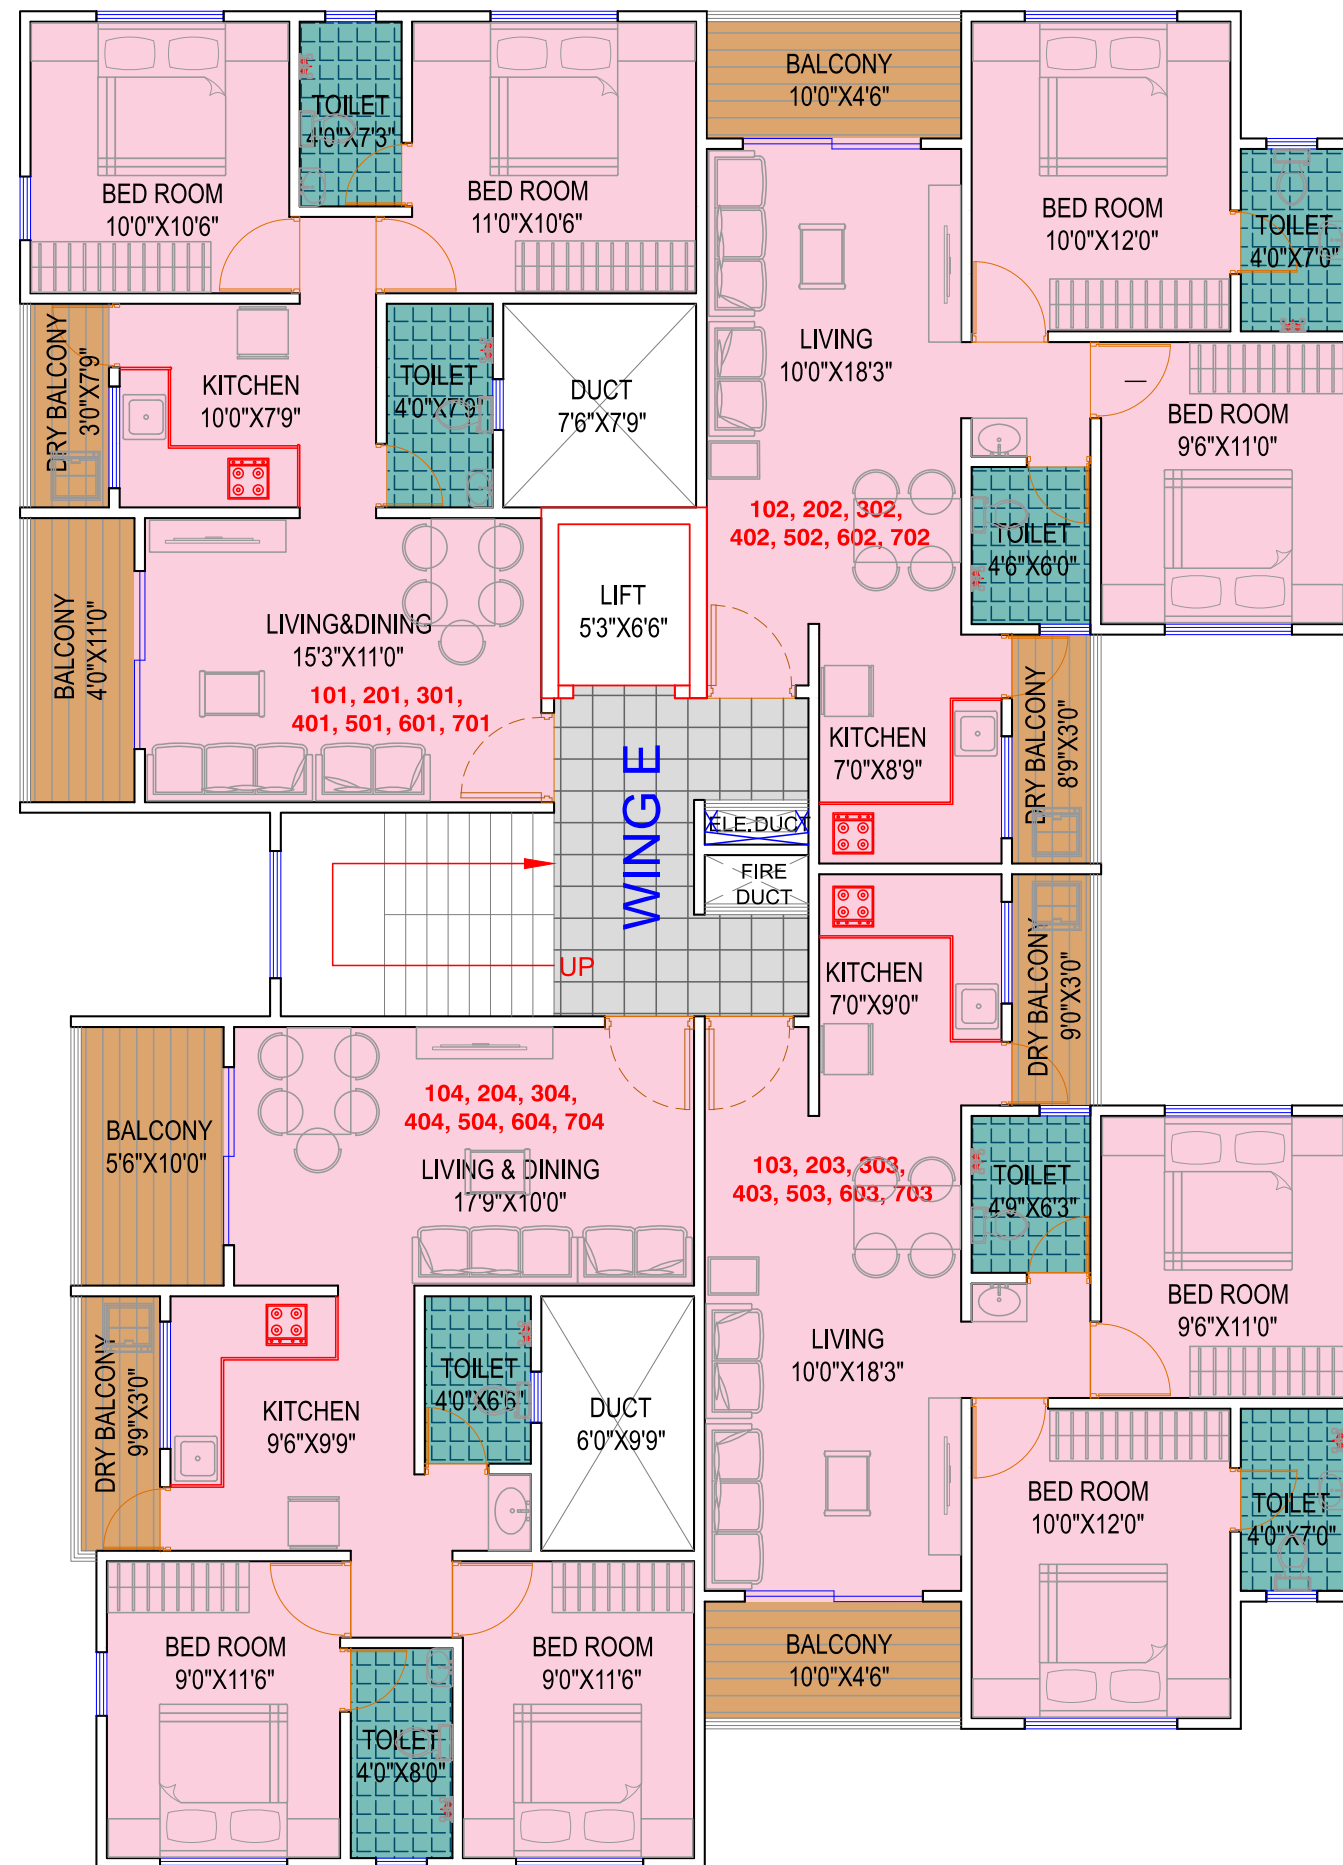 BALCONY
10'0"X4'6"
TOILET
4'0"X7'3"
BED ROOM
10'0"X10'6"
BED ROOM
11'0"X10'6"
BED ROOM
10'0"X12'0"
TOILET
4'0"X7'0"
DRY BALCONY
3'0"X7'9"
KITCHEN
10'0"X7'9"
TOILET
4'0"X7'9"
DUCT
7'6"X7'9"
LIVING
10'0"X18'3"
BED ROOM
9'6"X11'0"
102, 202, 302,
402, 502, 602, 702
TOILET
4'6"X6'0"
LIFT
5'3"X6'6"
BALCONY
4'0"X11'0"
LIVING&DINING
15'3"X11'0"
101, 201, 301,
401, 501, 601, 701
KITCHEN
7'0"X8'9"
DRY BALCONY
8'9"X3'0"
WING E
ELE.DUCT
FIRE
DUCT
UP
KITCHEN
7'0"X9'0"
DRY BALCONY
9'0"X3'0"
104, 204, 304,
404, 504, 604, 704
BALCONY
5'6"X10'0"
LIVING & DINING
17'9"X10'0"
103, 203, 303,
403, 503, 603, 703
TOILET
4'9"X6'3"
BED ROOM
9'6"X11'0"
LIVING
10'0"X18'3"
DRY BALCONY
9'9"X3'0"
KITCHEN
9'6"X9'9"
TOILET
4'0"X6'6"
DUCT
6'0"X9'9"
BED ROOM
10'0"X12'0"
TOILET
4'0"X7'0"
BED ROOM
9'0"X11'6"
BED ROOM
9'0"X11'6"
BALCONY
10'0"X4'6"
TOILET
4'0"X8'0"